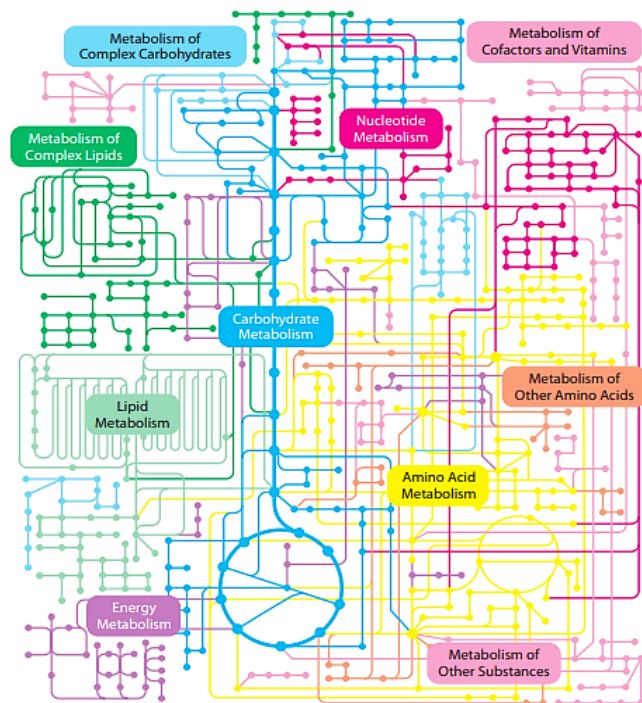 Metabolism of
Complex Carbohydrates
Metabolism of
Cofactors and Vitamins
Nucleotide
Metabolism
Metabolism of
Complex Lipids
Carbohydrate
Metabolism
Metabolism of
Other Amino Acids
Lipid
Metabolism
Amino Acid
Metabolism
Energy
Metabolism
Metabolism of
Other Substances